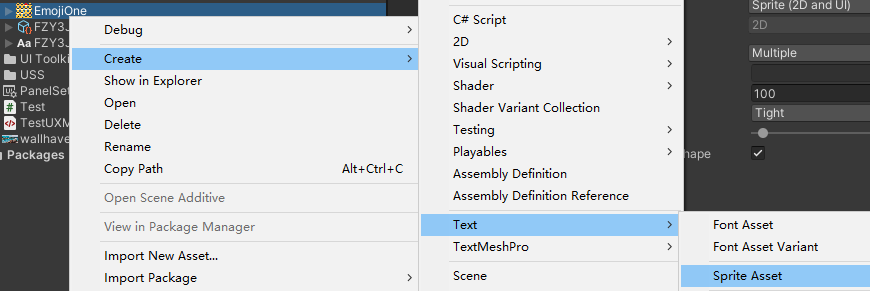 EmojiOne
FZY3J
Aa FZY3J
UI Toolki
USS
PanelSet
Test
TestUXM
wallhave
Packages
Debug
Create
Show in Explorer
Open
Delete
Rename
Copy Path Alt+Ctrl+C
Open Scene Additive
View in Package Manager
Import New Asset...
Import Package
C# Script
2D
Visual Scripting
Shader
Shader Variant Collection
Testing
Playables
Assembly Definition
Assembly Definition Reference
Text
TextMeshPro
Scene
Font Asset
Font Asset Variant
Sprite Asset
Sprite (2D and UI)
2D
Multiple
100
Tight
hape